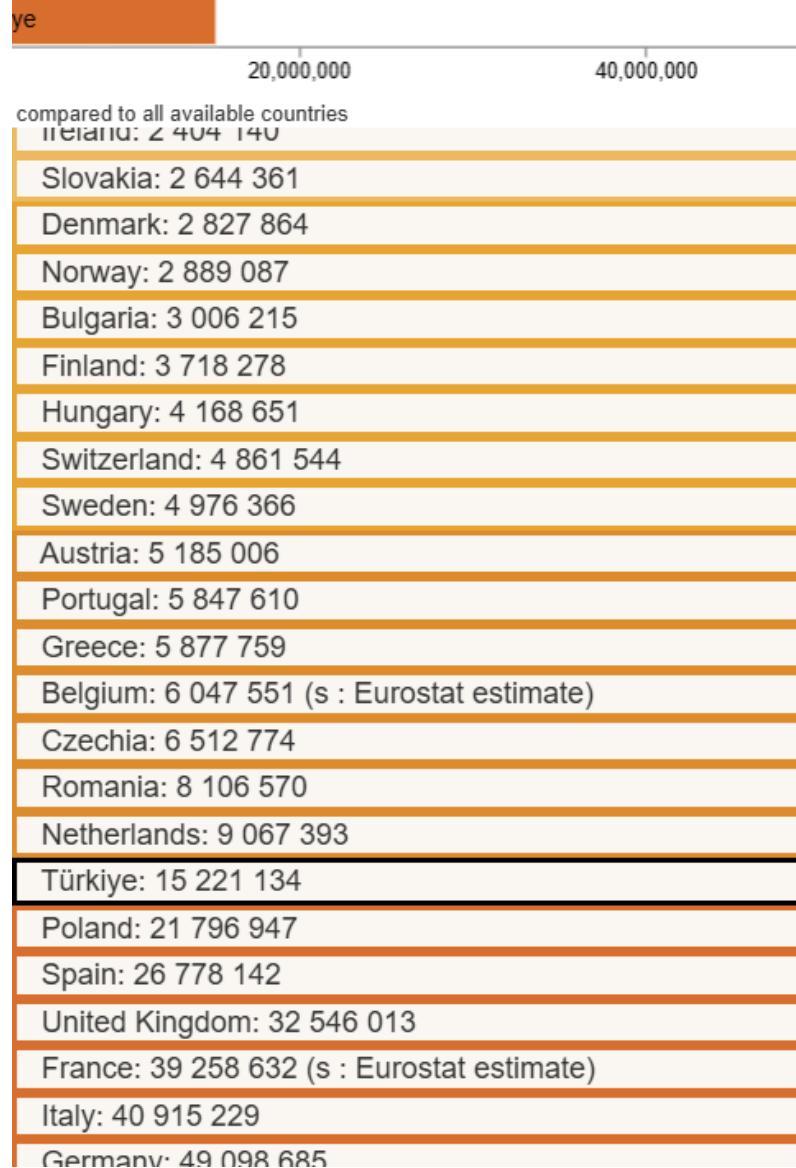 ye
20,000,000 40,000,000
compared to all available countries
Ireland: 2 404 140
Slovakia: 2 644 361
Denmark: 2 827 864
Norway: 2 889 087
Bulgaria: 3 006 215
Finland: 3 718 278
Hungary: 4 168 651
Switzerland: 4 861 544
Sweden: 4 976 366
Austria: 5 185 006
Portugal: 5 847 610
Greece: 5 877 759
Belgium: 6 047 551 (s : Eurostat estimate)
Czechia: 6 512 774
Romania: 8 106 570
Netherlands: 9 067 393
Türkiye: 15 221 134
Poland: 21 796 947
Spain: 26 778 142
United Kingdom: 32 546 013
France: 39 258 632 (s : Eurostat estimate)
Italy: 40 915 229
Germany: 49 098 685